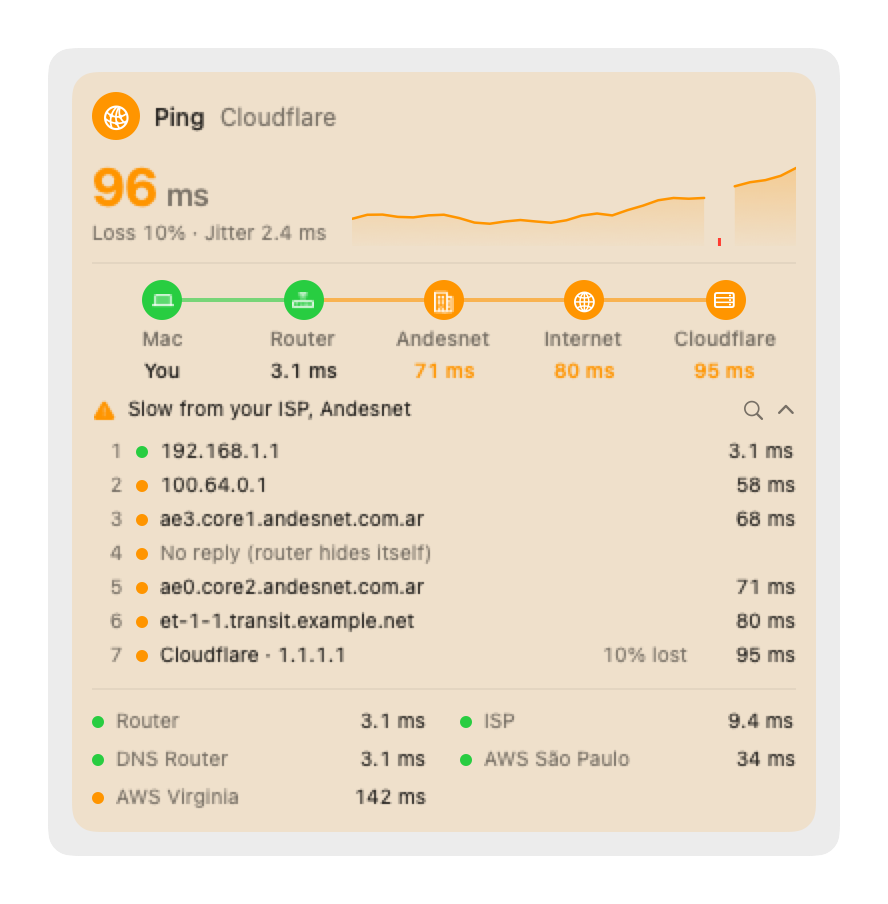 Ping Cloudflare
96 ms
Loss 10% · Jitter 2.4 ms
Mac Router Andesnet Internet Cloudflare
You 3.1 ms 71 ms 80 ms 95 ms
Slow from your ISP, Andesnet
1 192.168.1.1 3.1 ms
2 100.64.0.1 58 ms
3 ae3.core1.andesnet.com.ar 68 ms
4 No reply (router hides itself)
5 ae0.core2.andesnet.com.ar 71 ms
6 et-1-1.transit.example.net 80 ms
7 Cloudflare · 1.1.1.1 10% lost 95 ms
Router 3.1 ms ISP 9.4 ms
DNS Router 3.1 ms AWS São Paulo 34 ms
AWS Virginia 142 ms